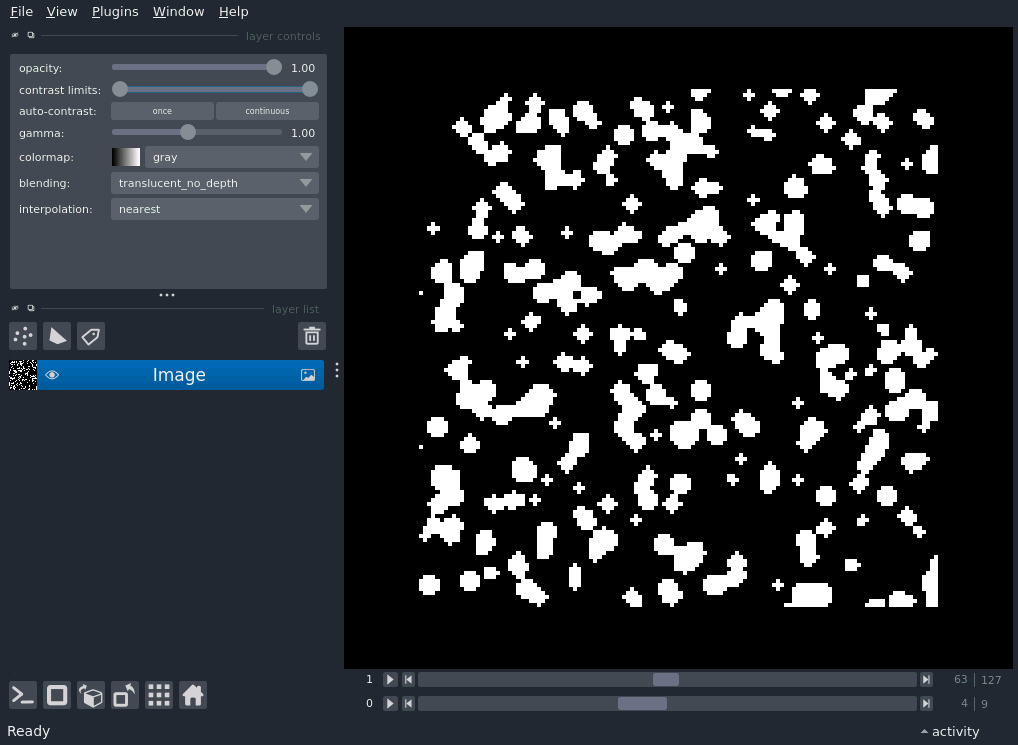 File View Plugins Window Help
layer controls
opacity: 1.00
contrast limits:
auto-contrast: once continuous
gamma: 1.00
colormap: gray
blending: translucent_no_depth
interpolation: nearest
layer list
Image
1 63 127
0 4 9
Ready activity